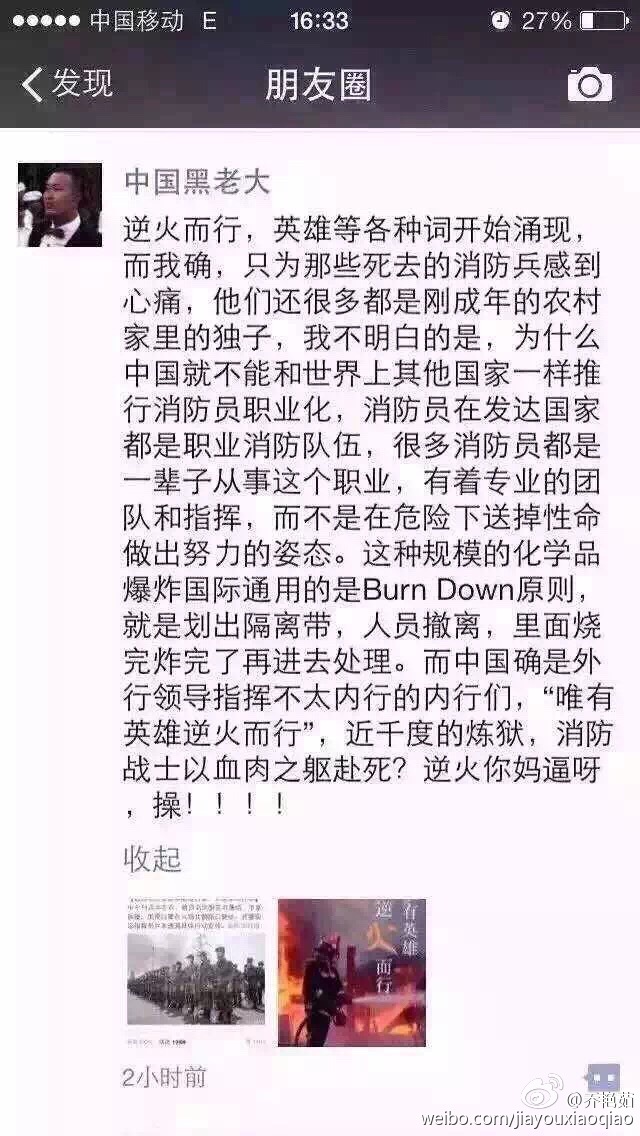 中国移动 E 16:33 27%
发现 朋友圈
中国黑老大
逆火而行，英雄等各种词开始涌现，
而我确，只为那些死去的消防兵感到
心痛，他们还很多都是刚成年的农村
家里的独子，我不明白的是，为什么
中国就不能和世界上其他国家一样推
行消防员职业化，消防员在发达国家
都是职业消防队伍，很多消防员都是
一辈子从事这个职业，有着专业的团
队和指挥，而不是在危险下送掉性命
做出努力的姿态。这种规模的化学品
爆炸国际通用的是Burn Down原则，
就是划出隔离带，人员撤离，里面烧
完炸完了再进去处理。而中国确是外
行领导指挥不太内行的内行们，“唯有
英雄逆火而行”，近千度的炼狱，消防
战士以血肉之躯赴死？逆火你妈逼呀
，操！！！！
收起
有英雄
逆火而行
2小时前
@乔艳茹
weibo.com/jiayouxiaoqiao